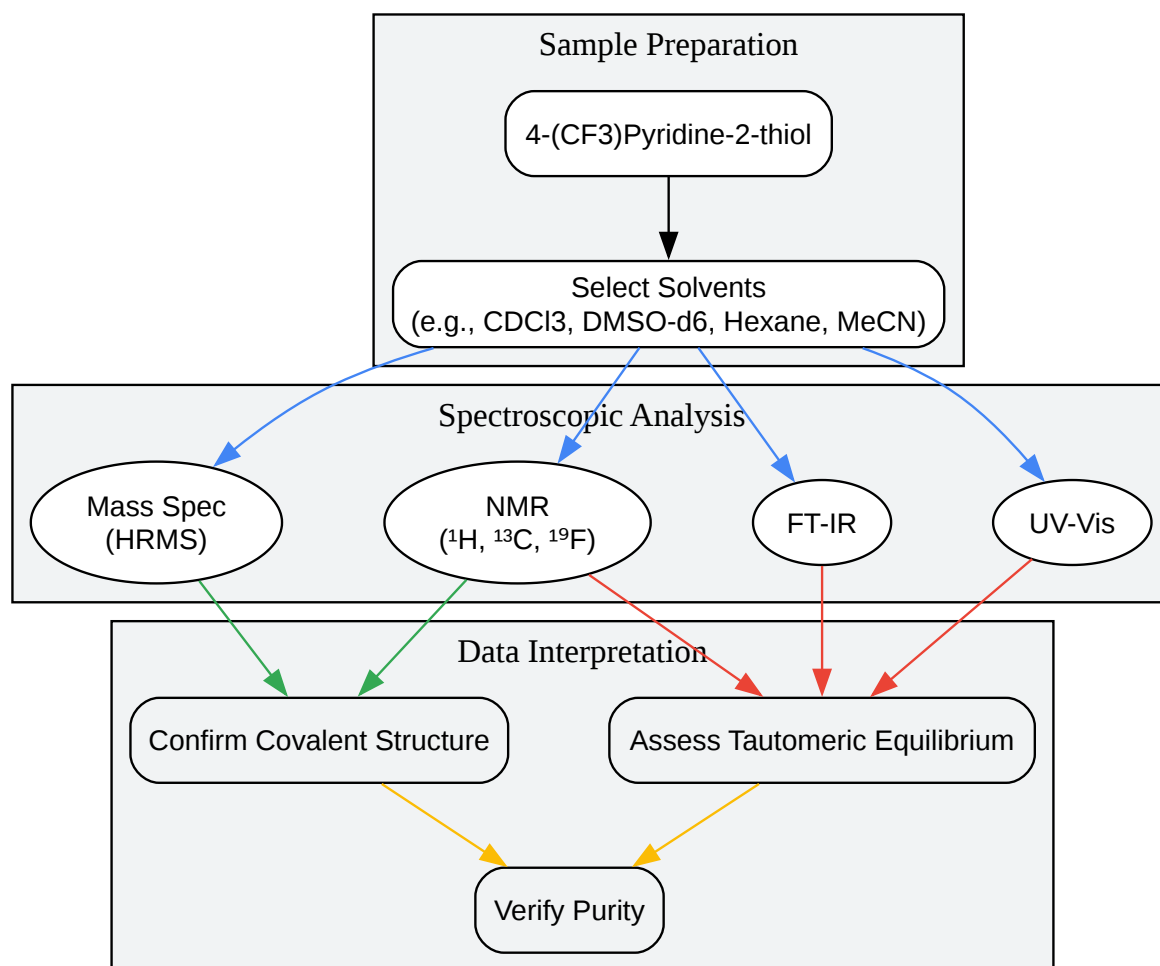 Sample Preparation
4-(CF3)Pyridine-2-thiol
Select Solvents
(e.g., CDCl3, DMSO-d6, Hexane, MeCN)
Spectroscopic Analysis
Mass Spec
(HRMS)
NMR
(¹H, ¹³C, ¹⁹F)
FT-IR
UV-Vis
Data Interpretation
Confirm Covalent Structure
Assess Tautomeric Equilibrium
Verify Purity